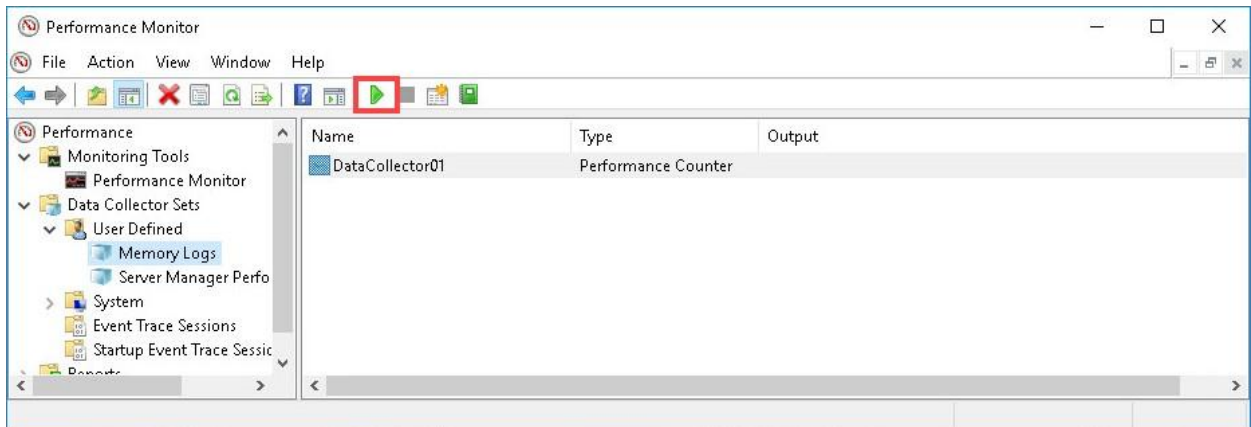 Performance Monitor
File Action View Window Help
Performance
Monitoring Tools
Performance Monitor
Data Collector Sets
User Defined
Memory Logs
Server Manager Perfo
System
Event Trace Sessions
Startup Event Trace Sessic
Reports
Name Type Output
DataCollector01 Performance Counter